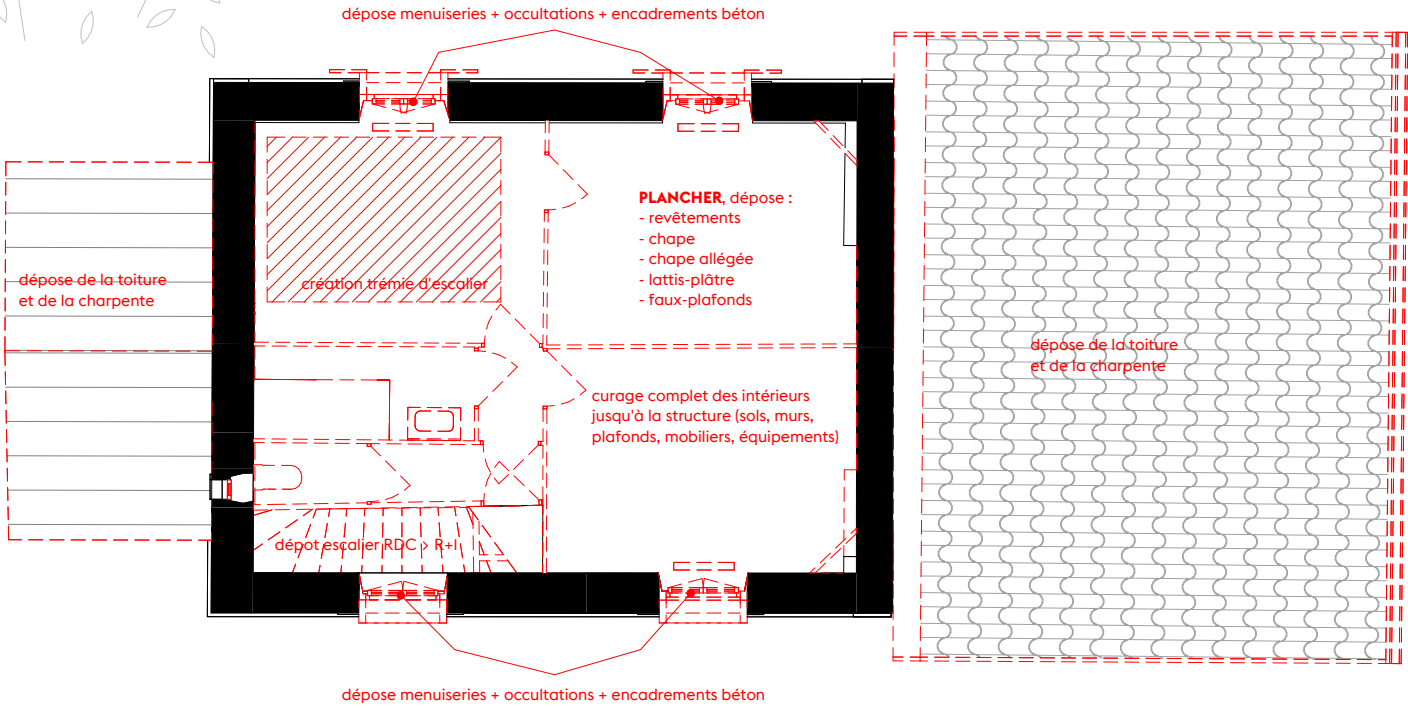 dépose menuiseries + occultations + encadrements béton
PLANCHER, dépose :
- revêtements
- chape
- chape allégée
- lattis-plâtre
- faux-plafonds
dépose de la toiture
et de la charpente
création trémie d'escalier
dépose de la toiture
et de la charpente
curage complet des intérieurs
jusqu'à la structure (sols, murs,
plafonds, mobiliers, équipements)
dépot escalier RDC > R+1
dépose menuiseries + occultations + encadrements béton